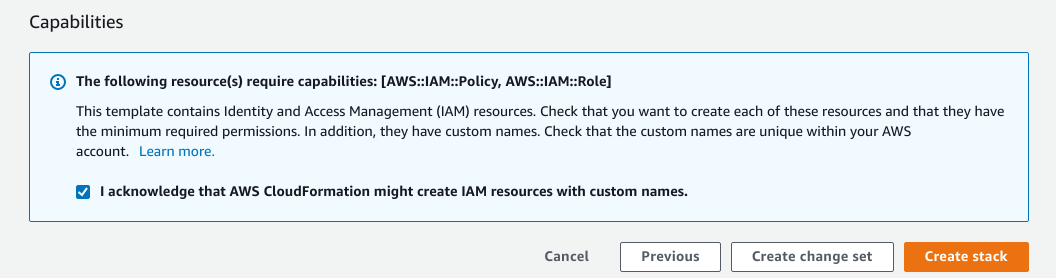 Capabilities
The following resource(s) require capabilities: [AWS::IAM::Policy, AWS::IAM::Role]
This template contains Identity and Access Management (IAM) resources. Check that you want to create each of these resources and that they have
the minimum required permissions. In addition, they have custom names. Check that the custom names are unique within your AWS
account. Learn more.
I acknowledge that AWS CloudFormation might create IAM resources with custom names.
Cancel Previous Create change set Create stack